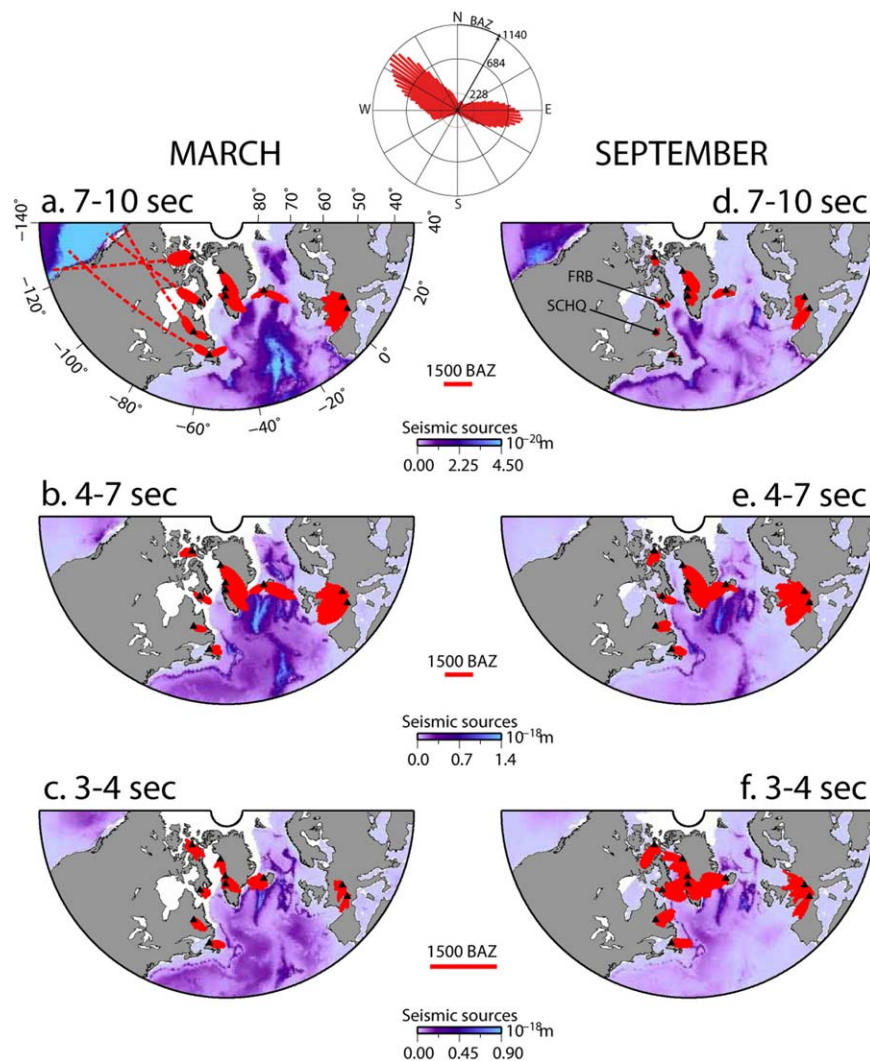 N
BAZ
1140
684
228
W
E
S
MARCH
SEPTEMBER
a. 7-10 sec
80°
70°
60°
50°
40°
d. 7-10 sec
-140°
40°
-120°
20°
-100°
0°
-80°
-60°
-40°
-20°
FRB
SCHQ
1500 BAZ
Seismic sources
10⁻²⁰m
0.00 2.25 4.50
b. 4-7 sec
e. 4-7 sec
1500 BAZ
Seismic sources
10⁻¹⁸m
0.0 0.7 1.4
c. 3-4 sec
f. 3-4 sec
1500 BAZ
Seismic sources
10⁻¹⁸m
0.00 0.45 0.90